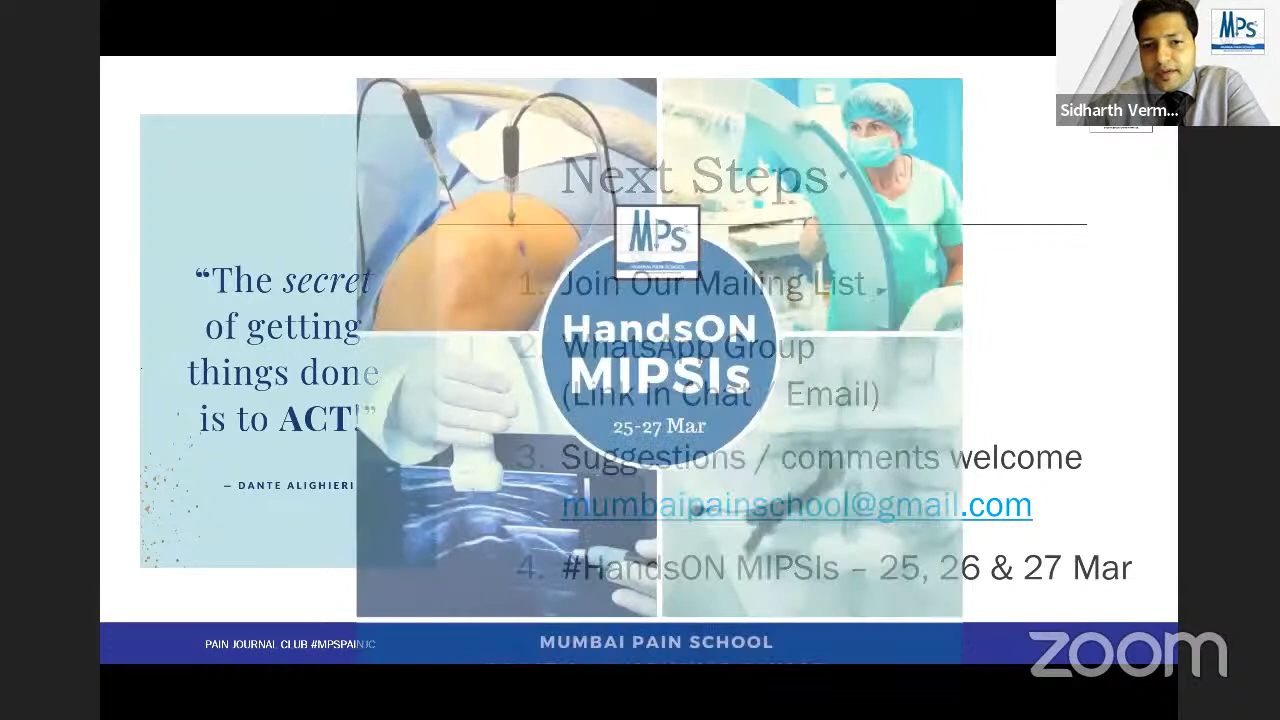 MPs
Sidharth Verm...
Next Steps
MPs
“The secret
of getting
things done
is to ACT!”
– DANTE ALIGHIERI
1. Join Our Mailing List
2. WhatsApp Group
(Link in Chat / Email)
3. Suggestions / comments welcome
mumbaipainschool@gmail.com
4. #HandsON MIPSIs – 25, 26 & 27 Mar
HandsON
MIPSIs
25-27 Mar
PAIN JOURNAL CLUB #MPSPAINJC
MUMBAI PAIN SCHOOL
zoom